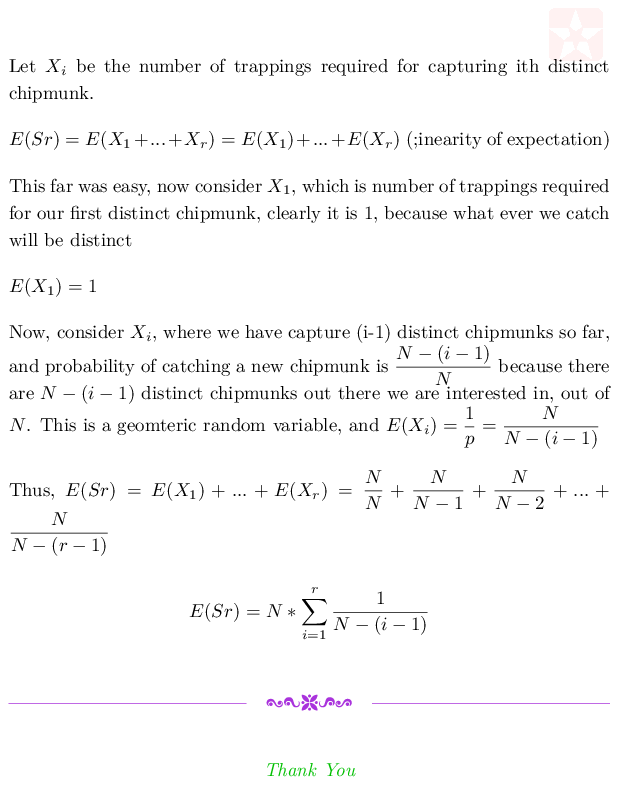 Let X_i be the number of trappings required for capturing ith distinct
chipmunk.
E(Sr) = E(X_1 + ... + X_r) = E(X_1) + ... + E(X_r) (;inearity of expectation)
This far was easy, now consider X_1, which is number of trappings required
for our first distinct chipmunk, clearly it is 1, because what ever we catch
will be distinct
E(X_1) = 1
Now, consider X_i, where we have capture (i-1) distinct chipmunks so far,
and probability of catching a new chipmunk is \frac{N - (i - 1)}{N} because there
are N - (i - 1) distinct chipmunks out there we are interested in, out of
N. This is a geomteric random variable, and E(X_i) = \frac{1}{p} = \frac{N}{N - (i - 1)}
Thus, E(Sr) = E(X_1) + ... + E(X_r) = \frac{N}{N} + \frac{N}{N - 1} + \frac{N}{N - 2} + ... +
\frac{N}{N - (r - 1)}
E(Sr) = N * \sum_{i=1}^{r} \frac{1}{N - (i - 1)}
Thank You